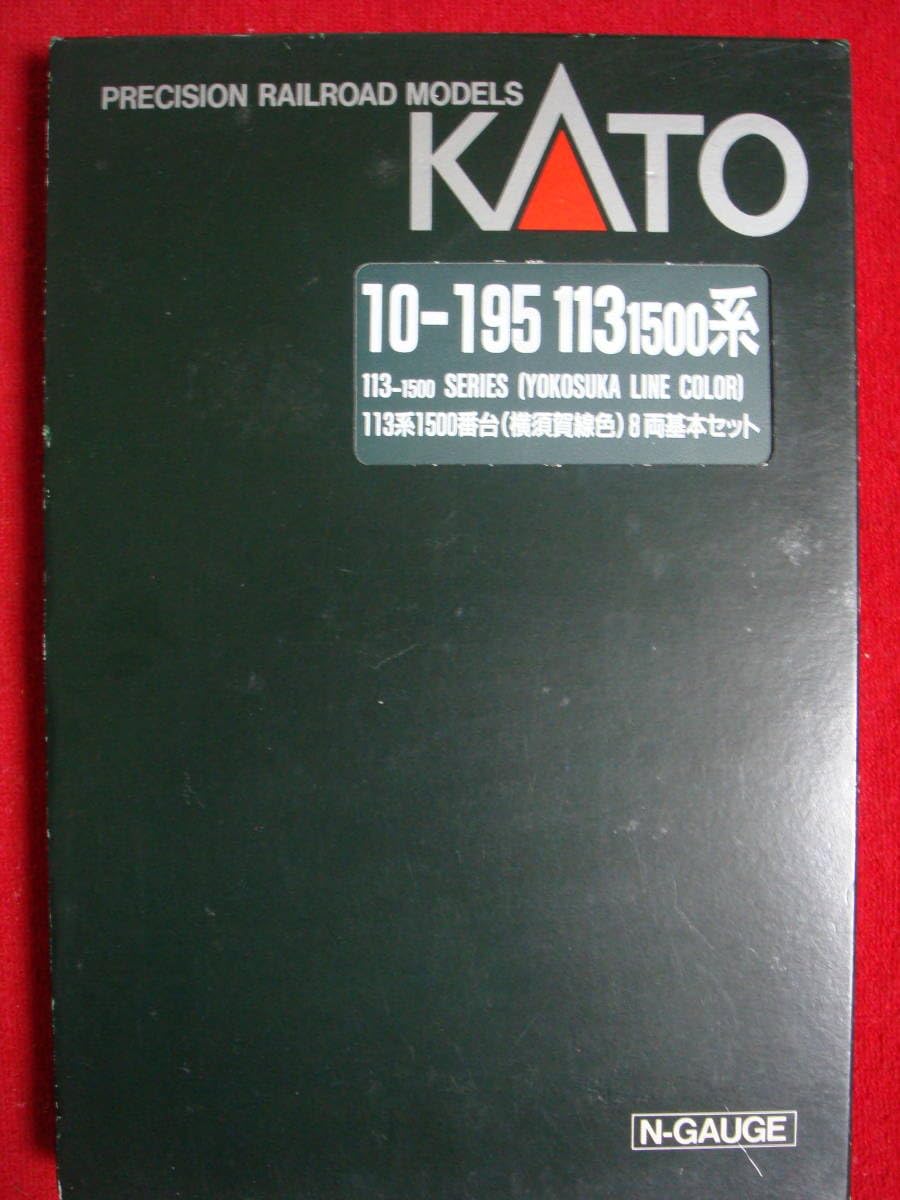 PRECISION RAILROAD MODELS
KATO
10-195 113 1500系
113-1500 SERIES (YOKOSUKA LINE COLOR)
113系1500番台(横須賀線色)8両基本セット
N-GAUGE